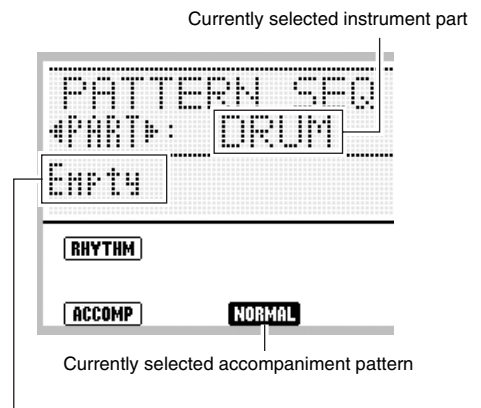 Currently selected instrument part
PATTERN SEQ
◀PART▶: DRUM
Empty
RHYTHM
ACCOMP NORMAL
Currently selected accompaniment pattern